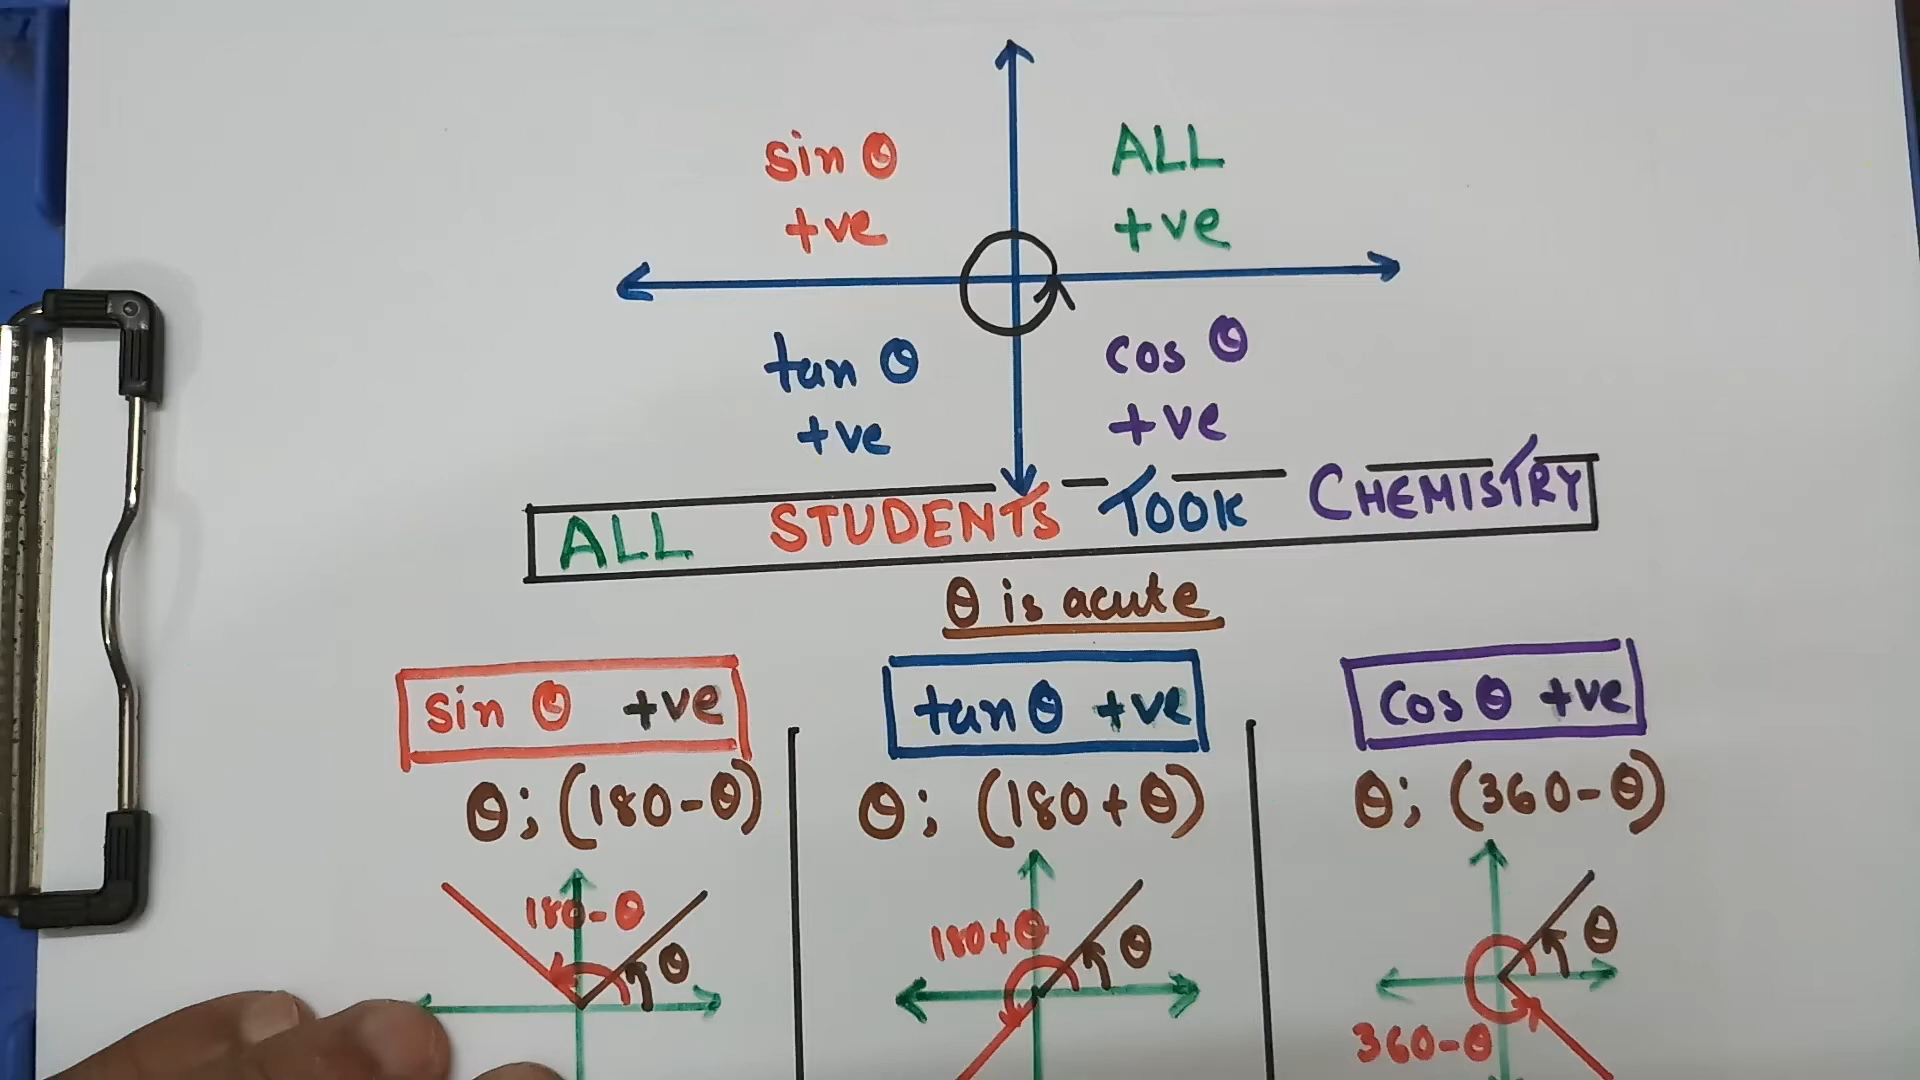 sin θ ALL
+ve +ve
tan θ cos θ
+ve +ve
ALL STUDENTS TOOK CHEMISTRY
θ is acute
sin θ +ve tan θ +ve cos θ +ve
θ; (180-θ) θ; (180+θ) θ; (360-θ)
180-θ θ 180+θ θ θ
360-θ